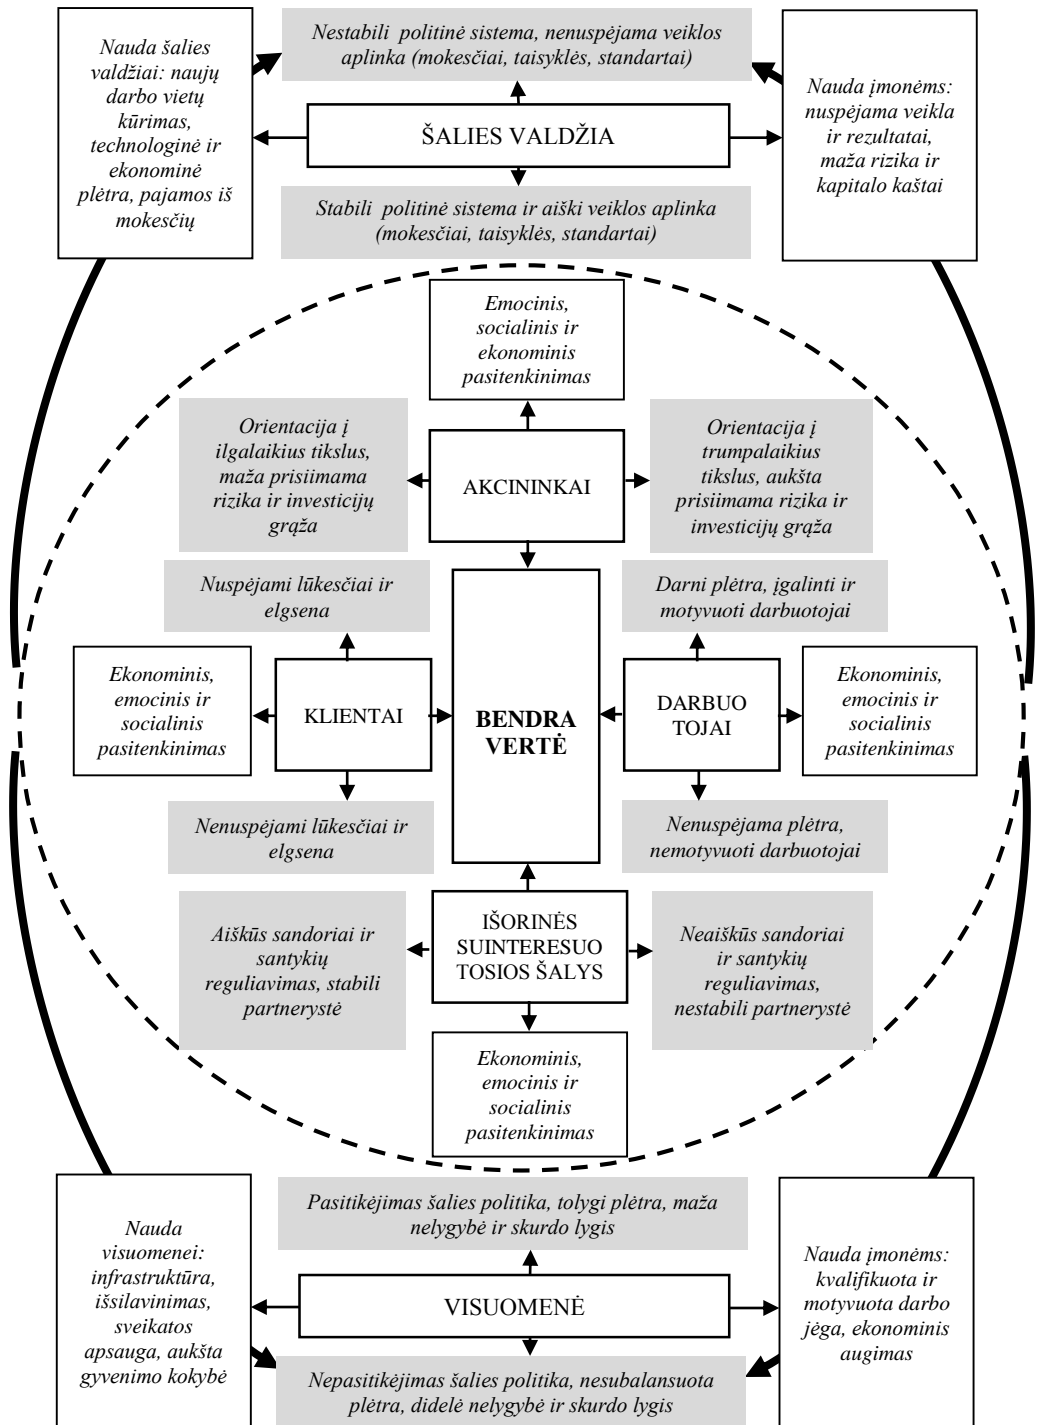 Nauda šalies
valdžiai: naujų
darbo vietų
kūrimas,
technologinė ir
ekonominė
plėtra, pajamos iš
mokesčių
Nestabili politinė sistema, nenuspėjama veiklos
aplinka (mokesčiai, taisyklės, standartai)
ŠALIES VALDŽIA
Stabili politinė sistema ir aiški veiklos aplinka
(mokesčiai, taisyklės, standartai)
Nauda įmonėms:
nuspėjama veikla
ir rezultatai,
maža rizika ir
kapitalo kaštai
Emocinis,
socialinis ir
ekonominis
pasitenkinimas
Orientacija į
ilgalaikius tikslus,
maža prisiimama
rizika ir investicijų
grąža
AKCININKAI
Orientacija į
trumpalaikius
tikslus, aukšta
prisiimama rizika ir
investicijų grąža
Nuspėjami lūkesčiai ir
elgsena
Darni plėtra, įgalinti ir
motyvuoti darbuotojai
Ekonominis,
emocinis ir
socialinis
pasitenkinimas
KLIENTAI
BENDRA
VERTĖ
DARBUO
TOJAI
Ekonominis,
emocinis ir
socialinis
pasitenkinimas
Nenuspėjami lūkesčiai ir
elgsena
Nenuspėjama plėtra,
nemotyvuoti darbuotojai
Aiškūs sandoriai ir
santykių
reguliavimas, stabili
partnerystė
IŠORINĖS
SUINTERESUO
TOSIOS ŠALYS
Neaiškūs sandoriai
ir santykių
reguliavimas,
nestabili partnerystė
Ekonominis,
emocinis ir
socialinis
pasitenkinimas
Nauda
visuomenei:
infrastruktūra,
išsilavinimas,
sveikatos
apsauga, aukšta
gyvenimo kokybė
Pasitikėjimas šalies politika, tolygi plėtra, maža
nelygybė ir skurdo lygis
VISUOMENĖ
Nepasitikėjimas šalies politika, nesubalansuota
plėtra, didelė nelygybė ir skurdo lygis
Nauda įmonėms:
kvalifikuota ir
motyvuota darbo
jėga, ekonominis
augimas